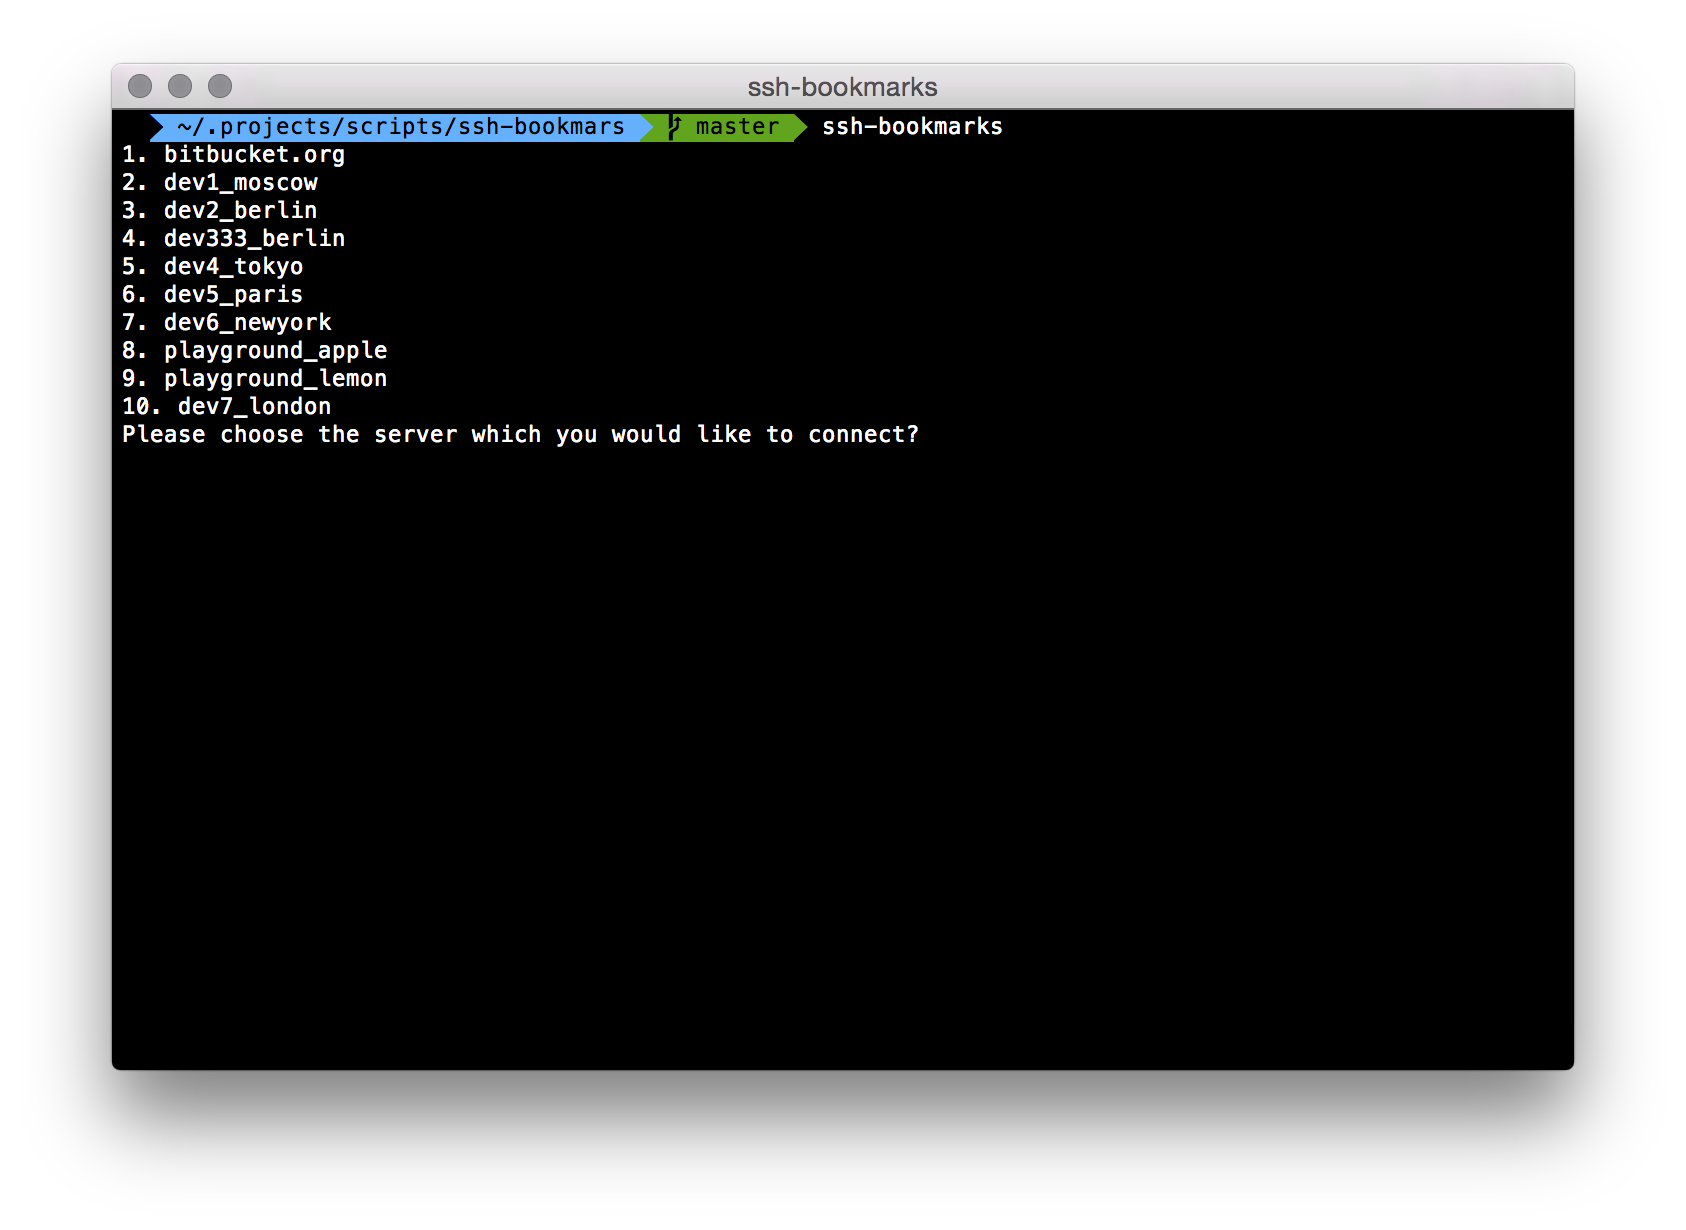 ssh-bookmarks
~/.projects/scripts/ssh-bookmars master ssh-bookmarks
1. bitbucket.org
2. dev1_moscow
3. dev2_berlin
4. dev333_berlin
5. dev4_tokyo
6. dev5_paris
7. dev6_newyork
8. playground_apple
9. playground_lemon
10. dev7_london
Please choose the server which you would like to connect?